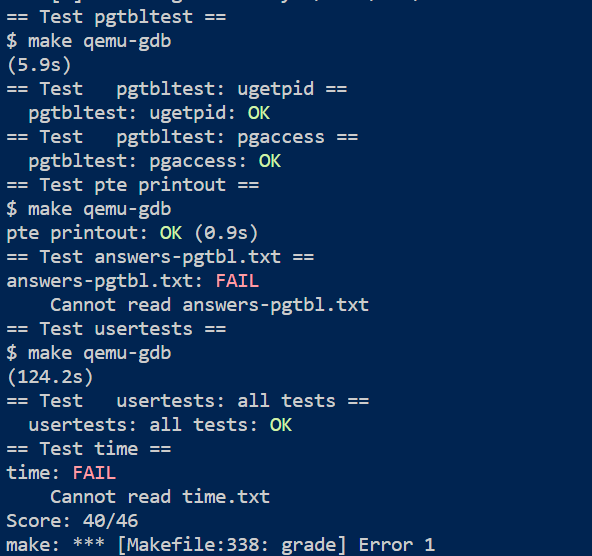 == Test pgtbltest ==
$ make qemu-gdb
(5.9s)
== Test   pgtbltest: ugetpid ==
  pgtbltest: ugetpid: OK
== Test   pgtbltest: pgaccess ==
  pgtbltest: pgaccess: OK
== Test pte printout ==
$ make qemu-gdb
pte printout: OK (0.9s)
== Test answers-pgtbl.txt ==
answers-pgtbl.txt: FAIL
    Cannot read answers-pgtbl.txt
== Test usertests ==
$ make qemu-gdb
(124.2s)
== Test   usertests: all tests ==
  usertests: all tests: OK
== Test time ==
time: FAIL
    Cannot read time.txt
Score: 40/46
make: *** [Makefile:338: grade] Error 1